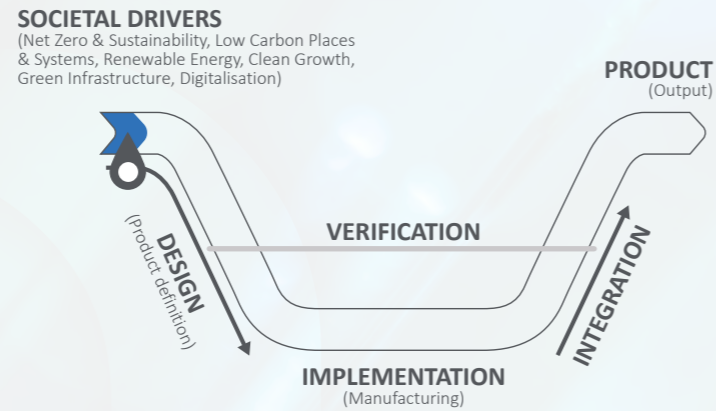 SOCIETAL DRIVERS
(Net Zero & Sustainability, Low Carbon Places
& Systems, Renewable Energy, Clean Growth,
Green Infrastructure, Digitalisation)
PRODUCT
(Output)
VERIFICATION
DESIGN
(Product definition)
INTEGRATION
IMPLEMENTATION
(Manufacturing)